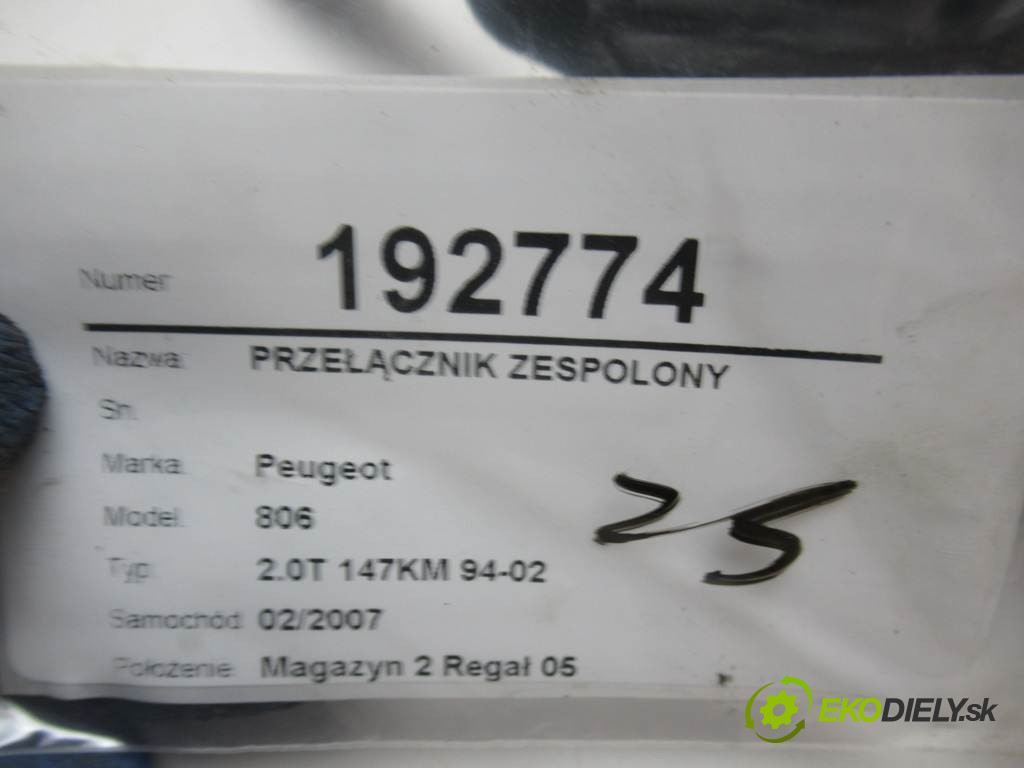 Numer 192774
Nazwa: PRZEŁĄCZNIK ZESPOLONY
Sn.
Marka: Peugeot
Model: 806
Typ: 2.0T 147KM 94-02
Samochód: 02/2007
Położenie: Magazyn 2 Regał 05
25
EKODIELY.sk